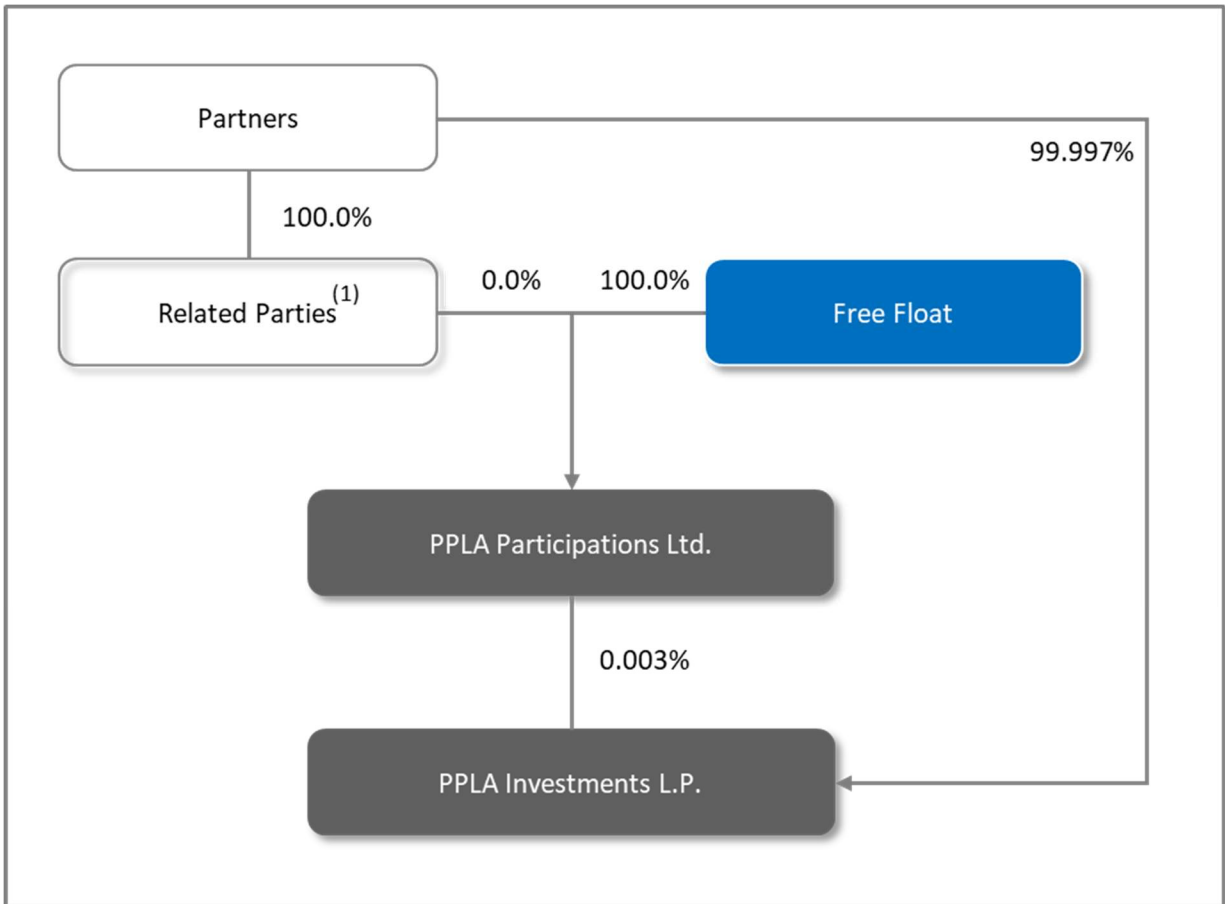 Partners
99.997%
100.0%
Related Parties (1)
0.0%
100.0%
Free Float
PPLA Participations Ltd.
0.003%
PPLA Investments L.P.